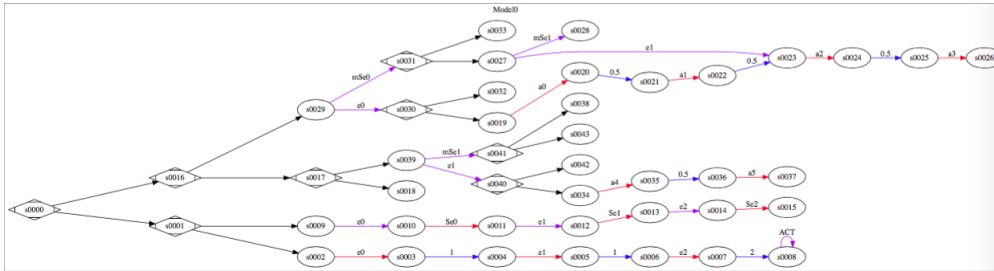 Model0
s0033
s0028
mSe1
s0031
s0027
e1
s0023
a2
s0024
0.5
s0025
a3
s0026
mSe0
s0020
0.5
s0021
a1
s0022
0.5
a0
s0029
e0
s0030
s0032
s0019
s0038
s0041
s0043
mSe1
s0039
e1
s0042
s0016
s0017
s0040
s0018
s0034
a4
s0035
0.5
s0036
a5
s0037
s0000
s0001
s0009
e0
s0010
Se0
s0011
e1
s0012
Se1
s0013
e2
s0014
Se2
s0015
ACT
s0002
e0
s0003
1
s0004
e1
s0005
1
s0006
e2
s0007
2
s0008